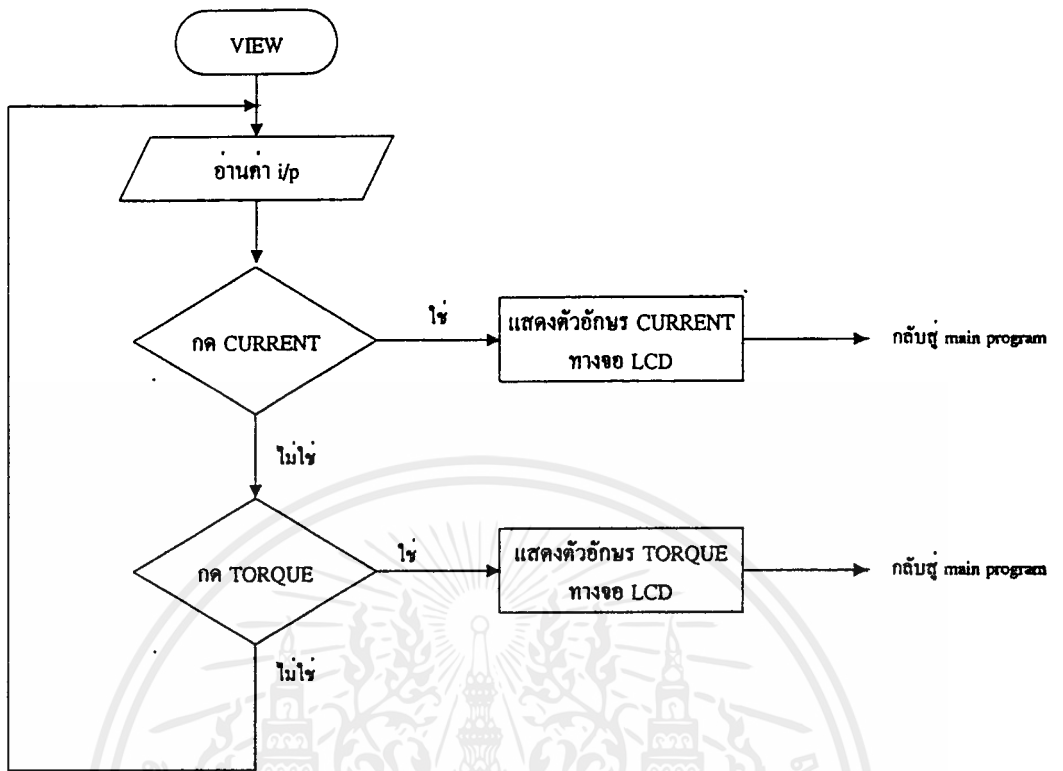 VIEW
อ่านค่า i/p
กด CURRENT
ใช่
แสดงตัวอักษร CURRENT
ทางจอ LCD
กลับสู่ main program
ไม่ใช่
กด TORQUE
ใช่
แสดงตัวอักษร TORQUE
ทางจอ LCD
กลับสู่ main program
ไม่ใช่